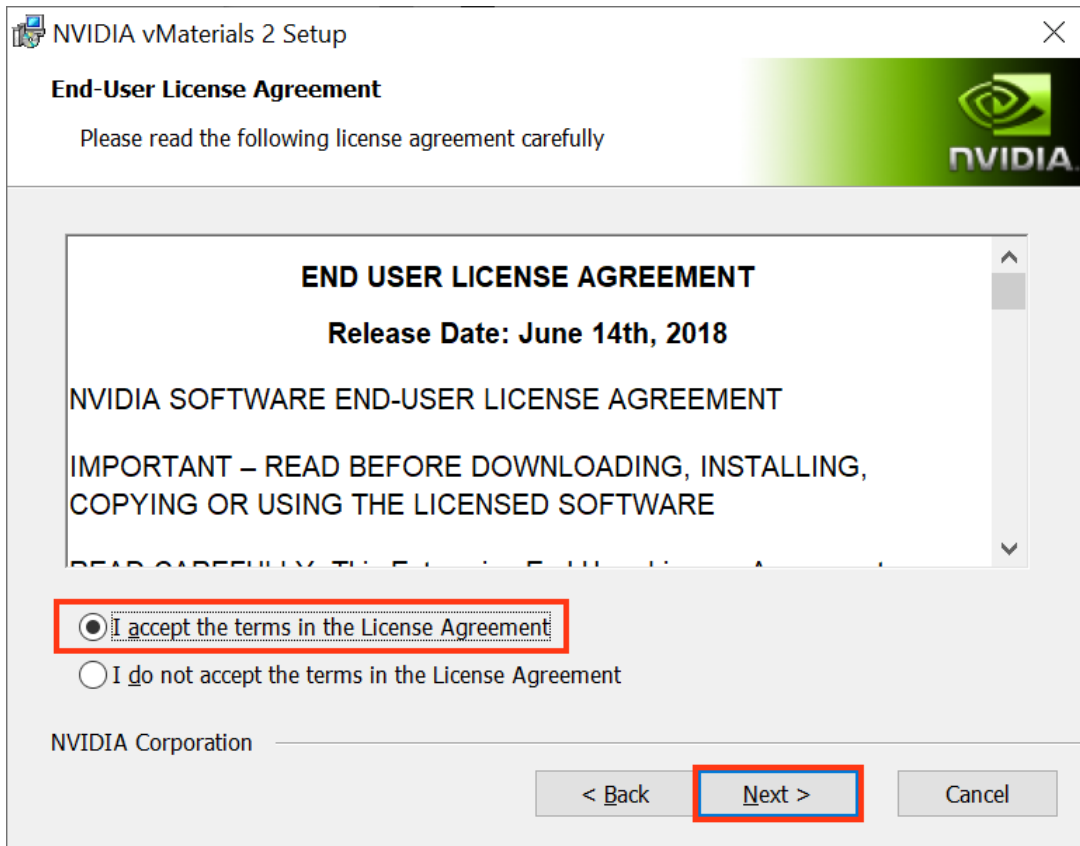 NVIDIA vMaterials 2 Setup
End-User License Agreement
Please read the following license agreement carefully
NVIDIA
END USER LICENSE AGREEMENT
Release Date: June 14th, 2018
NVIDIA SOFTWARE END-USER LICENSE AGREEMENT
IMPORTANT – READ BEFORE DOWNLOADING, INSTALLING,
COPYING OR USING THE LICENSED SOFTWARE
I accept the terms in the License Agreement
I do not accept the terms in the License Agreement
NVIDIA Corporation
< Back
Next >
Cancel